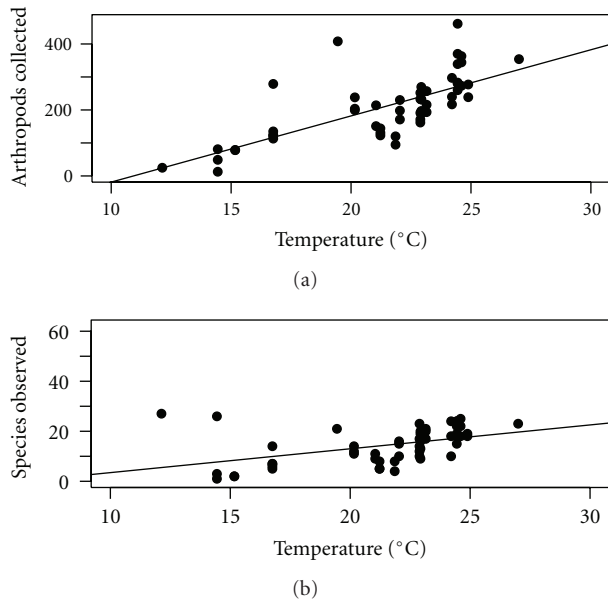 Arthropods collected
400
200
0
10 15 20 25 30
Temperature (°C)
(a)
Species observed
60
40
20
0
10 15 20 25 30
Temperature (°C)
(b)